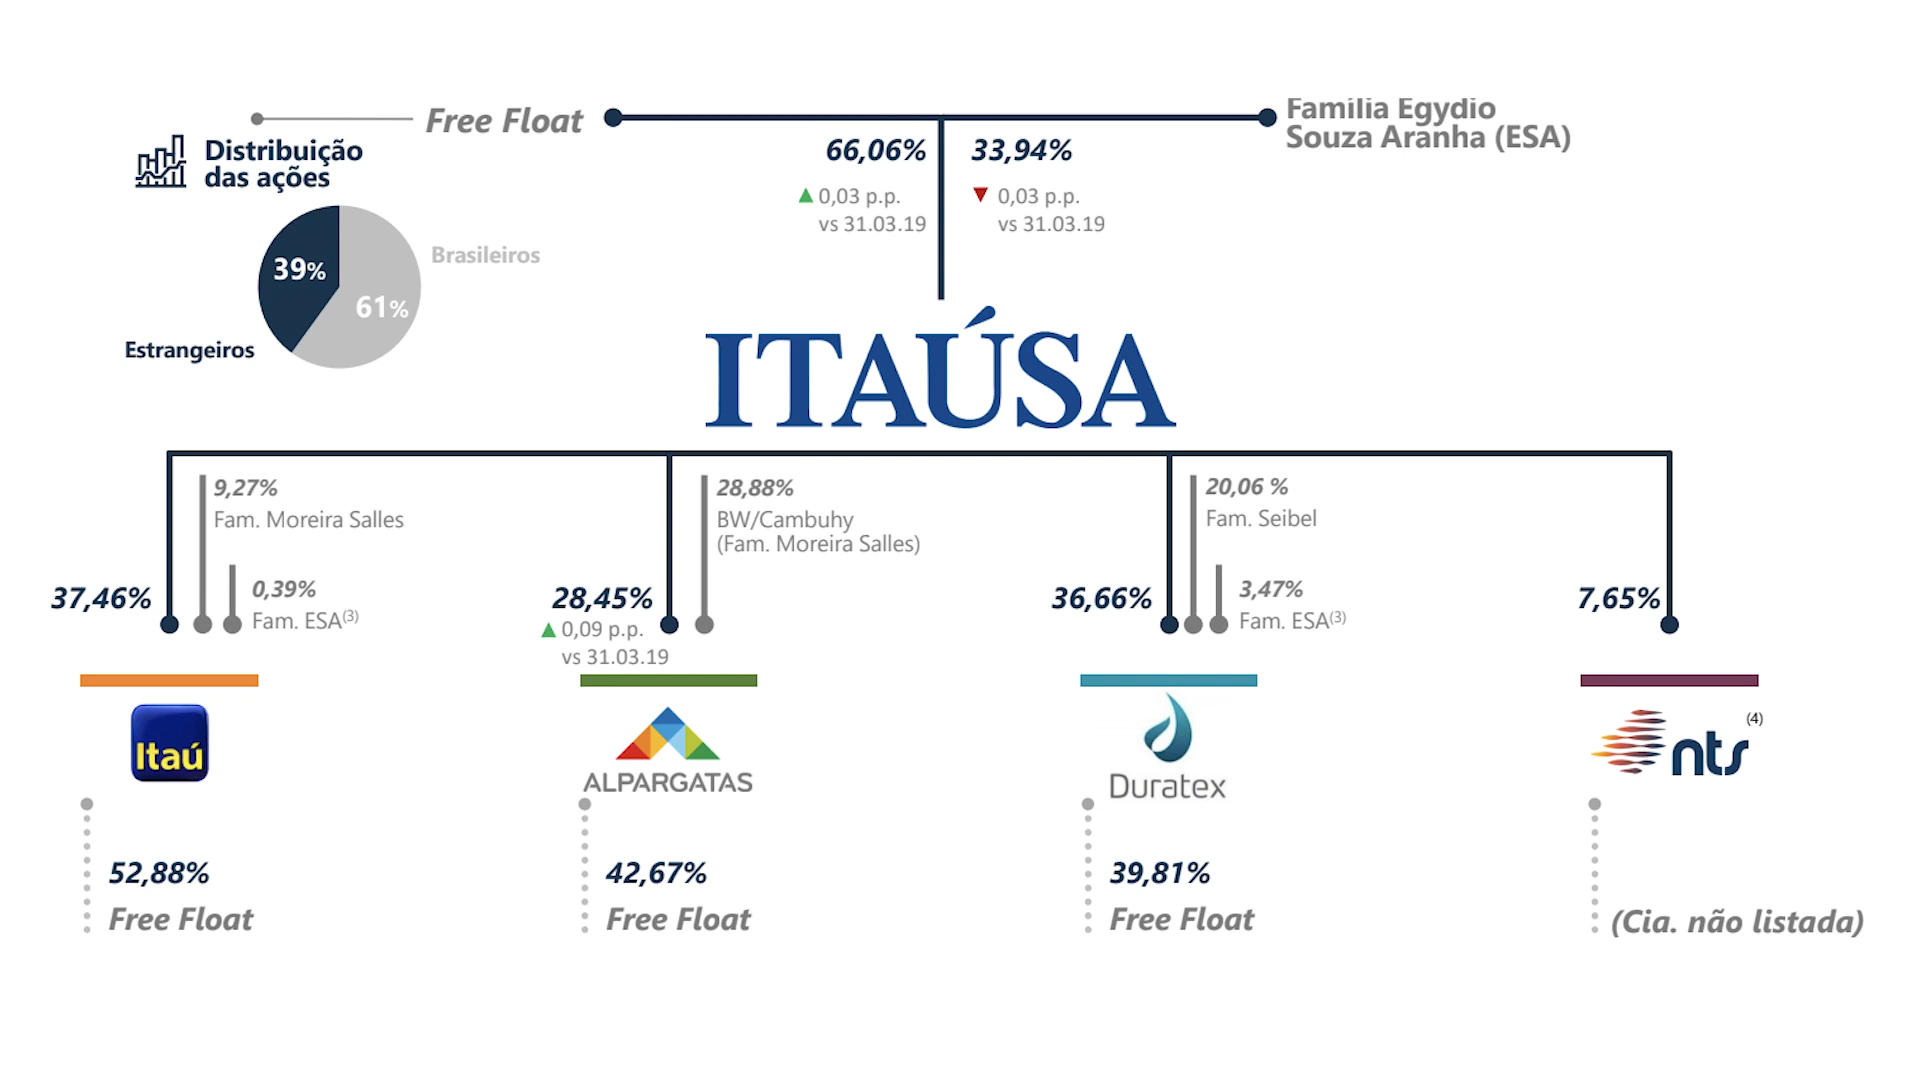 Free Float
Família Egydio
Souza Aranha (ESA)
Distribuição
das ações
66,06%
33,94%
▲ 0,03 p.p.
vs 31.03.19
▼ 0,03 p.p.
vs 31.03.19
Brasileiros
39%
61%
Estrangeiros
ITAÚSA
9,27%
Fam. Moreira Salles
0,39%
Fam. ESA(3)
37,46%
28,88%
BW/Cambuhy
(Fam. Moreira Salles)
28,45%
▲ 0,09 p.p.
vs 31.03.19
20,06 %
Fam. Seibel
3,47%
Fam. ESA(3)
36,66%
7,65%
Itaú
ALPARGATAS
Duratex
nts
(4)
52,88%
Free Float
42,67%
Free Float
39,81%
Free Float
(Cia. não listada)